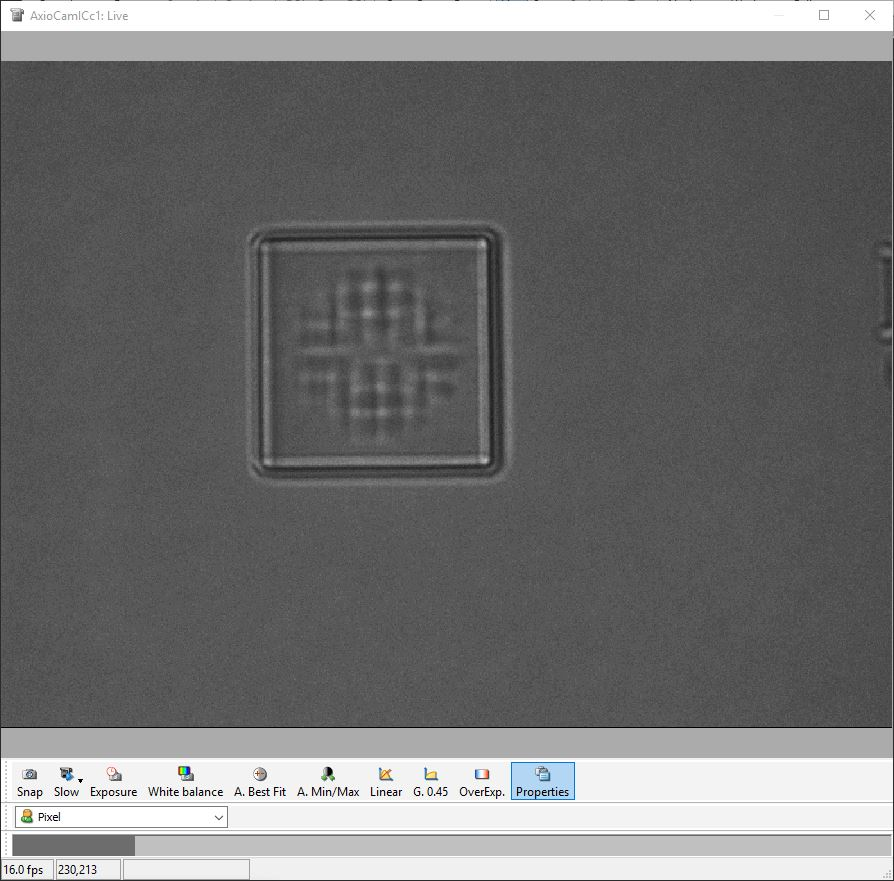 AxioCamICc1: Live
Snap Slow Exposure White balance A. Best Fit A. Min/Max Linear G. 0.45 OverExp. Properties
Pixel
16.0 fps 230,213